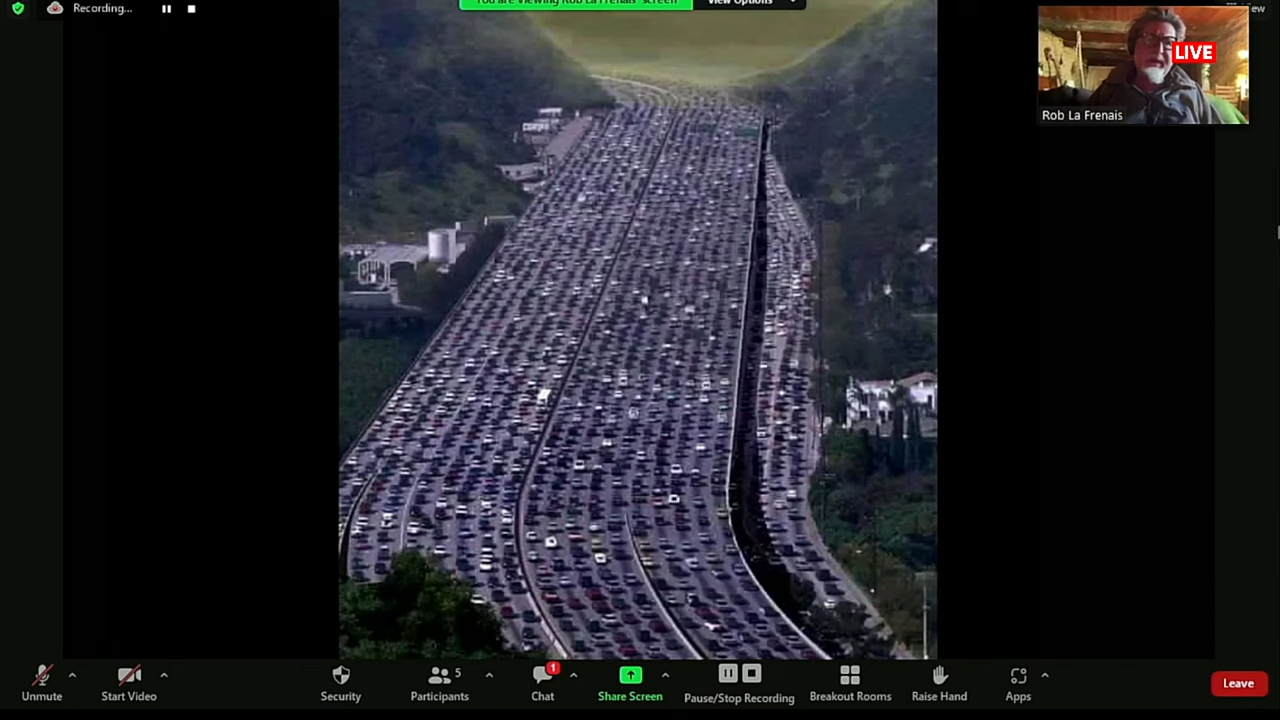 Recording...
You are viewing Rob La Frenais' screen
View Options
LIVE
Rob La Frenais
5
1
Unmute
Start Video
Security
Participants
Chat
Share Screen
Pause/Stop Recording
Breakout Rooms
Raise Hand
Apps
Leave